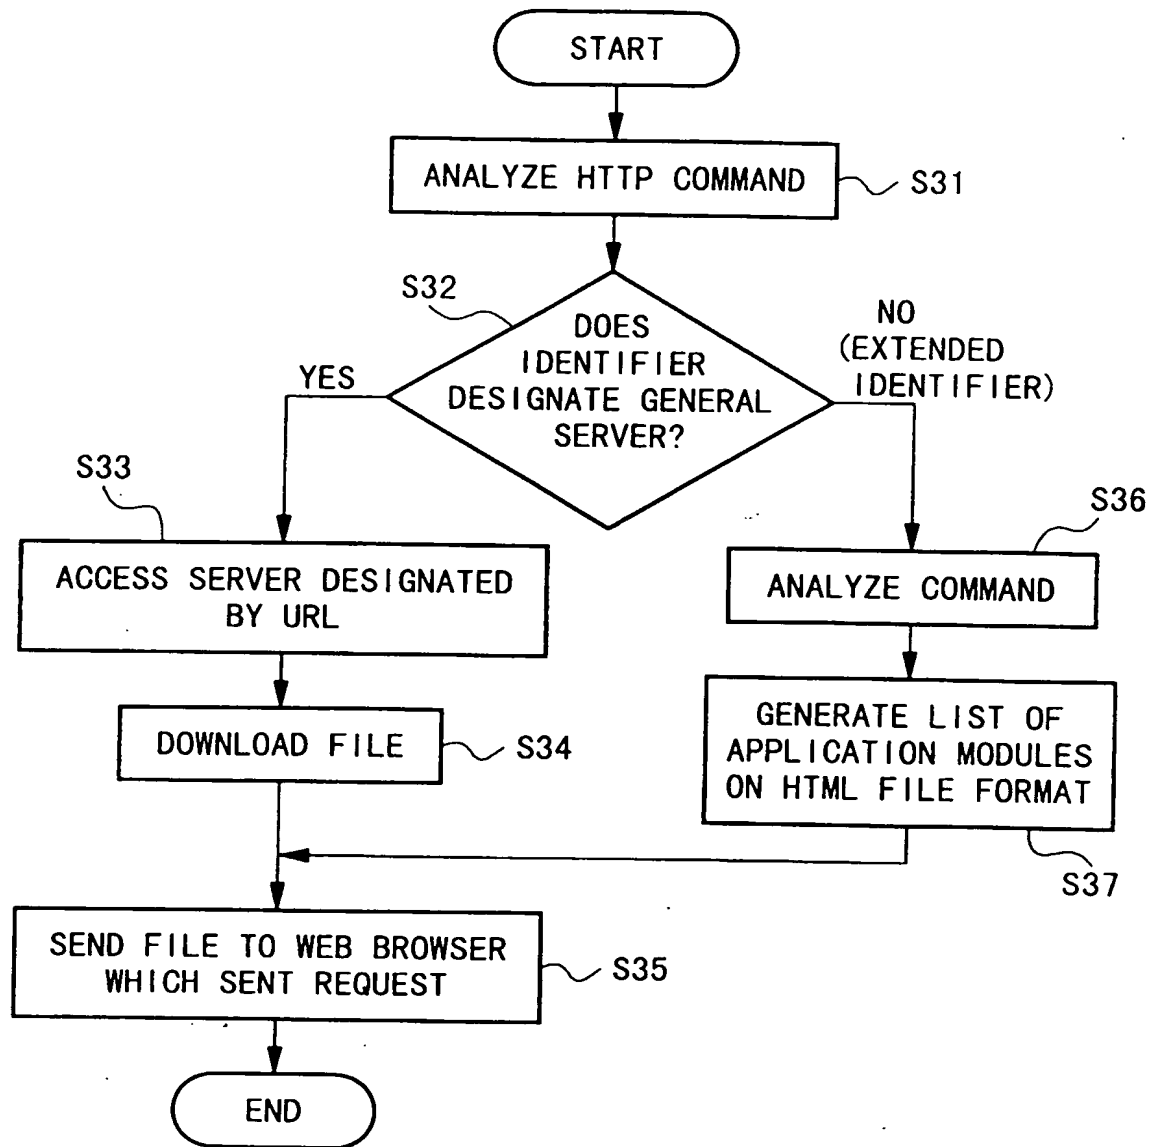 START
ANALYZE HTTP COMMAND
S31
S32
DOES
IDENTIFIER
DESIGNATE GENERAL
SERVER?
YES
NO
(EXTENDED
IDENTIFIER)
S33
ACCESS SERVER DESIGNATED
BY URL
S36
ANALYZE COMMAND
DOWNLOAD FILE
S34
GENERATE LIST OF
APPLICATION MODULES
ON HTML FILE FORMAT
S37
SEND FILE TO WEB BROWSER
WHICH SENT REQUEST
S35
END